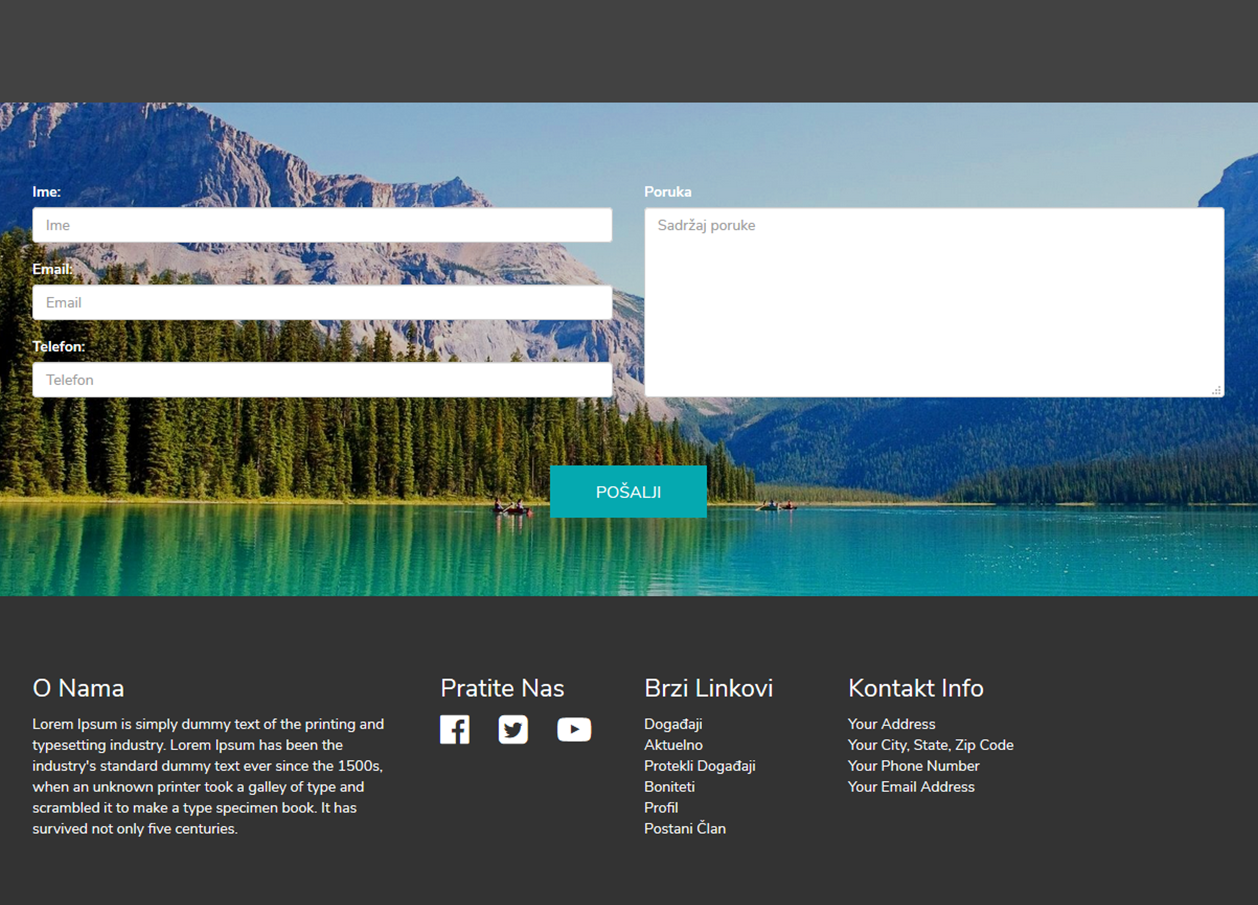 Ime:
Ime
Email:
Email
Telefon:
Telefon
Poruka
Sadržaj poruke
POŠALJI
O Nama
Lorem Ipsum is simply dummy text of the printing and
typesetting industry. Lorem Ipsum has been the
industry's standard dummy text ever since the 1500s,
when an unknown printer took a galley of type and
scrambled it to make a type specimen book. It has
survived not only five centuries.
Pratite Nas
Brzi Linkovi
Događaji
Aktuelno
Protekli Događaji
Boniteti
Profil
Postani Član
Kontakt Info
Your Address
Your City, State, Zip Code
Your Phone Number
Your Email Address